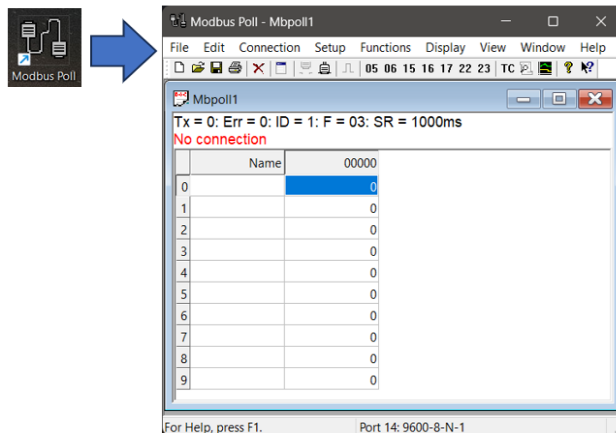 Modbus Poll
Modbus Poll - Mbpoll1
File Edit Connection Setup Functions Display View Window Help
05 06 15 16 17 22 23 TC
Mbpoll1
Tx = 0: Err = 0: ID = 1: F = 03: SR = 1000ms
No connection
Name 00000
0 0
1 0
2 0
3 0
4 0
5 0
6 0
7 0
8 0
9 0
For Help, press F1. Port 14: 9600-8-N-1